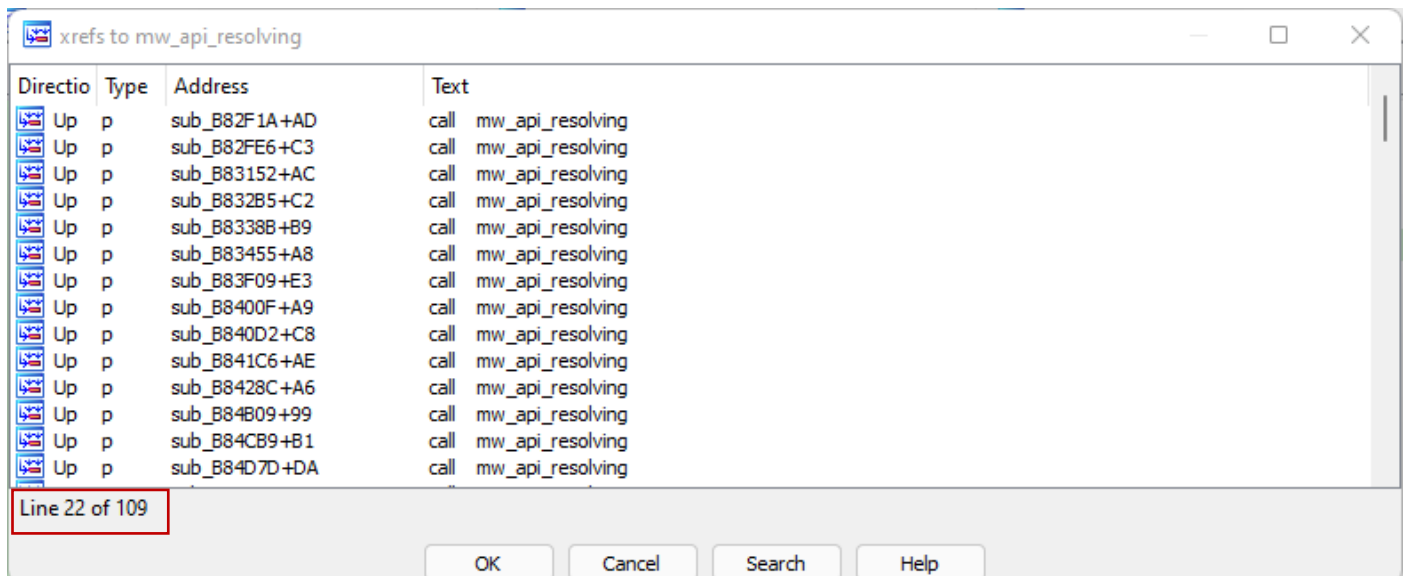 xrefs to mw_api_resolving
Directio Type Address Text
Up p sub_B82F1A+AD call mw_api_resolving
Up p sub_B82FE6+C3 call mw_api_resolving
Up p sub_B83152+AC call mw_api_resolving
Up p sub_B832B5+C2 call mw_api_resolving
Up p sub_B8338B+B9 call mw_api_resolving
Up p sub_B83455+A8 call mw_api_resolving
Up p sub_B83F09+E3 call mw_api_resolving
Up p sub_B8400F+A9 call mw_api_resolving
Up p sub_B840D2+C8 call mw_api_resolving
Up p sub_B841C6+AE call mw_api_resolving
Up p sub_B8428C+A6 call mw_api_resolving
Up p sub_B84B09+99 call mw_api_resolving
Up p sub_B84CB9+B1 call mw_api_resolving
Up p sub_B84D7D+DA call mw_api_resolving
Line 22 of 109
OK Cancel Search Help